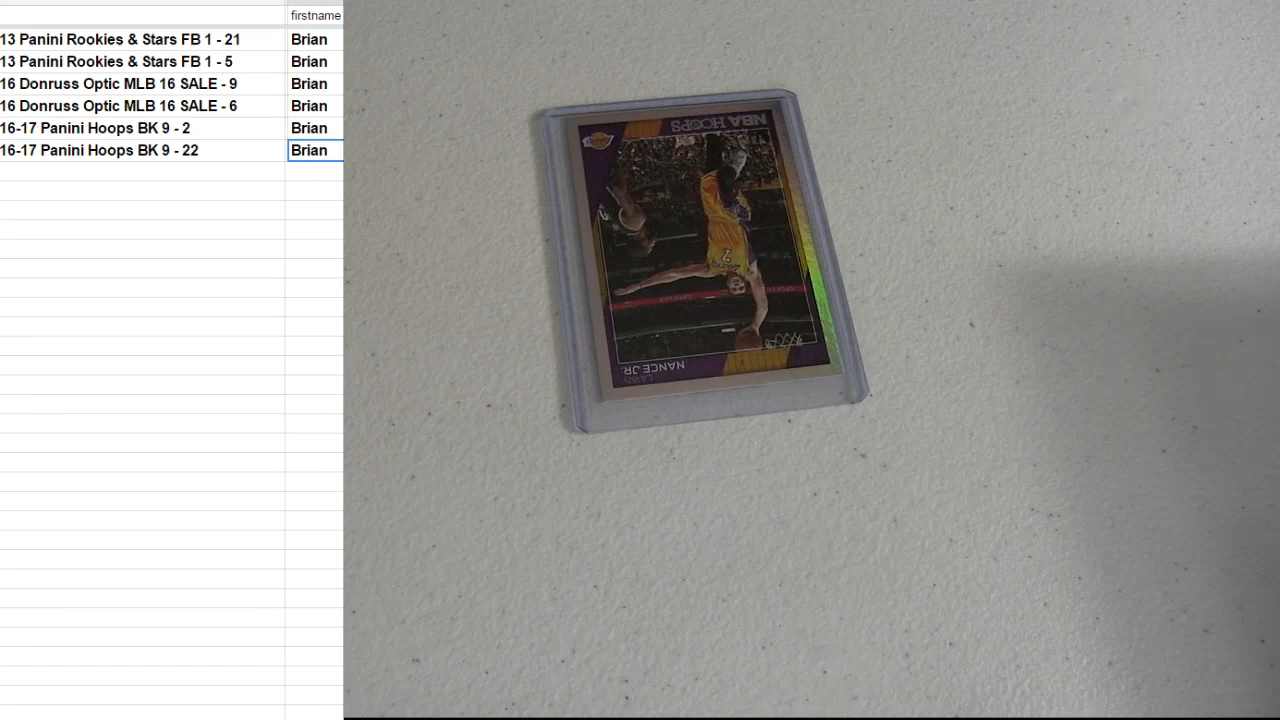 firstname
13 Panini Rookies & Stars FB 1 - 21 Brian
13 Panini Rookies & Stars FB 1 - 5 Brian
16 Donruss Optic MLB 16 SALE - 9 Brian
16 Donruss Optic MLB 16 SALE - 6 Brian
16-17 Panini Hoops BK 9 - 2 Brian
16-17 Panini Hoops BK 9 - 22 Brian
NBA HOOPS
LAKERS
7
LARRY
NANCE JR.